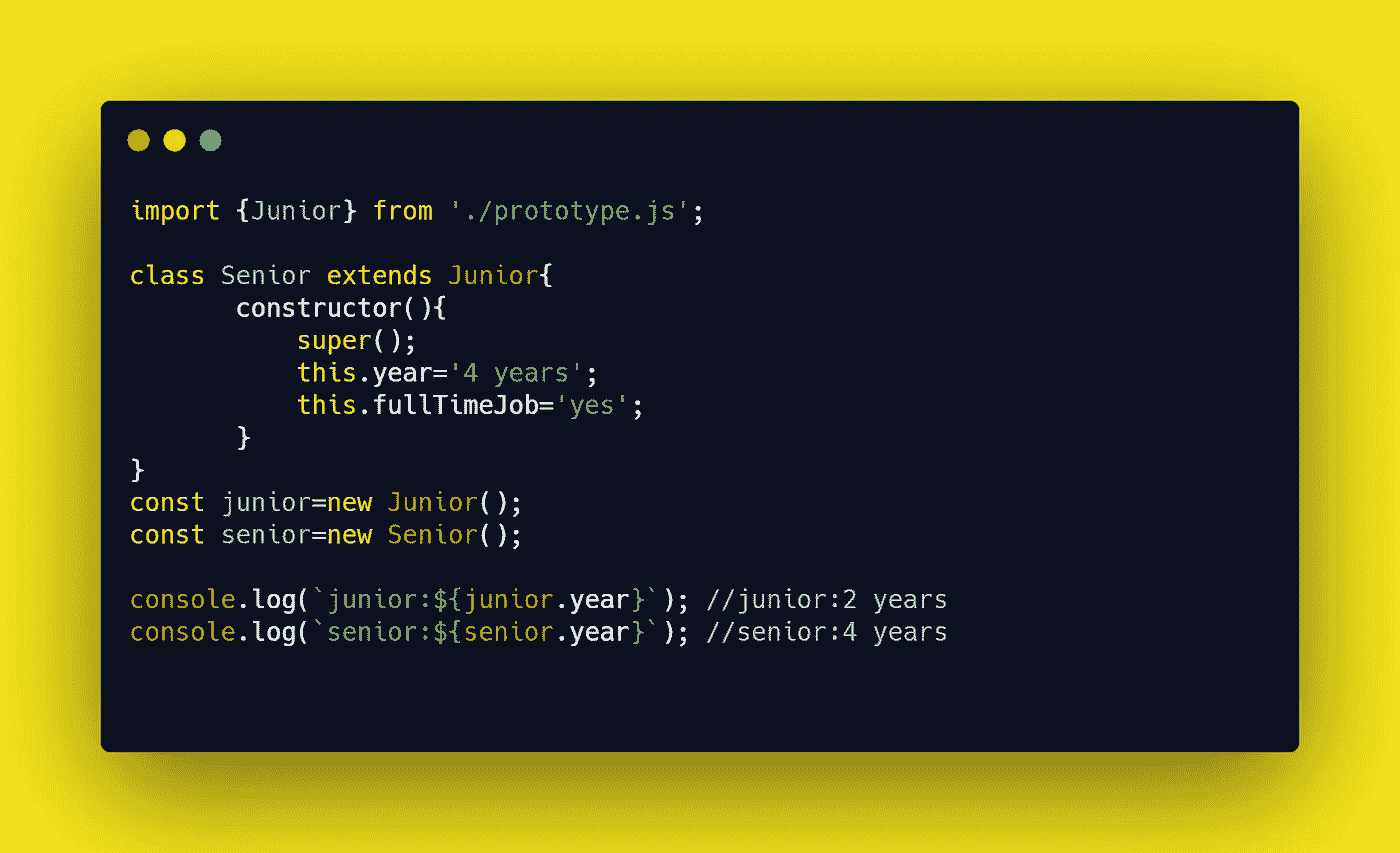 import {Junior} from './prototype.js';
class Senior extends Junior{
constructor(){
super();
this.year='4 years';
this.fullTimeJob='yes';
}
}
const junior=new Junior();
const senior=new Senior();
console.log(`junior:${junior.year}`); //junior:2 years
console.log(`senior:${senior.year}`); //senior:4 years